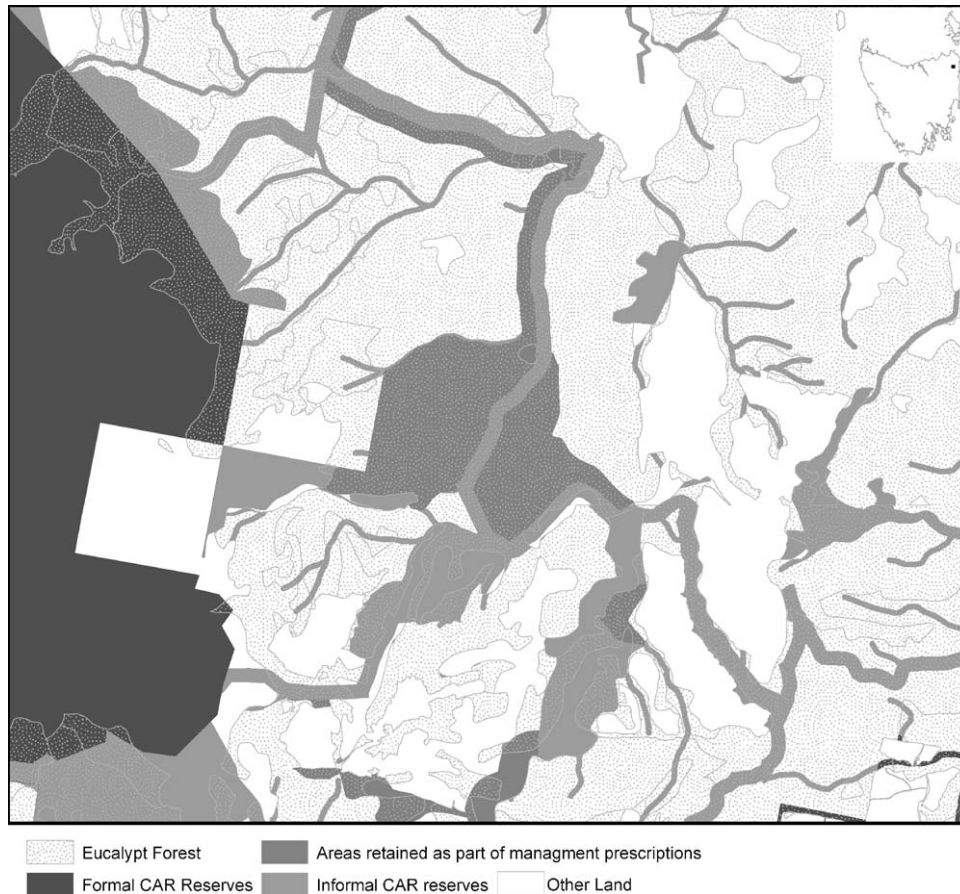 Eucalypt Forest
Areas retained as part of managment prescriptions
Formal CAR Reserves
Informal CAR reserves
Other Land